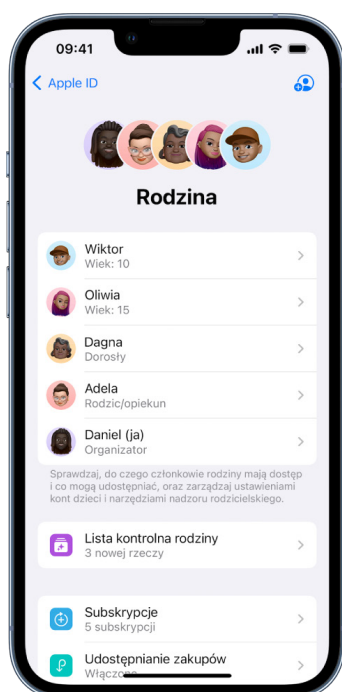 09:41
Apple ID
Rodzina
Wiktor
Wiek: 10
Oliwia
Wiek: 15
Dagna
Dorosły
Adela
Rodzic/opiekun
Daniel (ja)
Organizator
Sprawdzaj, do czego członkowie rodziny mają dostęp
i co mogą udostępniać, oraz zarządzaj ustawieniami
kont dzieci i narzędziami nadzoru rodzicielskiego.
Lista kontrolna rodziny
3 nowej rzeczy
Subskrypcje
5 subskrypcji
Udostępnianie zakupów
Włączone